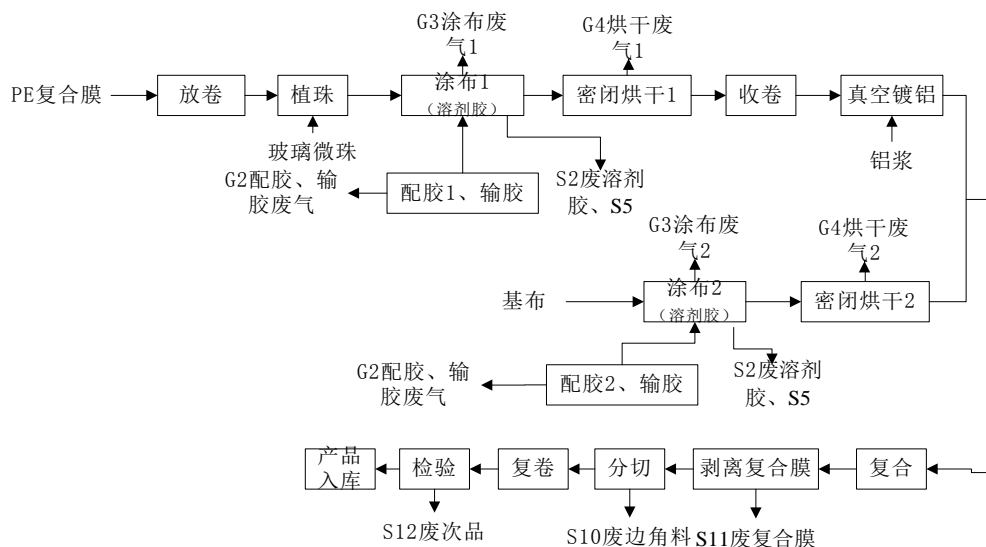 G3涂布废
气1
G4烘干废
气1
PE复合膜
放卷
植珠
涂布1
（溶剂胶）
密闭烘干1
收卷
真空镀铝
玻璃微珠
铝浆
G2配胶、输
胶废气
配胶1、输胶
S2废溶剂
胶、S5
G3涂布废
气2
G4烘干废
气2
基布
涂布2
（溶剂胶）
密闭烘干2
G2配胶、输
胶废气
配胶2、输胶
S2废溶剂
胶、S5
产品
入库
检验
复卷
分切
剥离复合膜
复合
S12废次品
S10废边角料
S11废复合膜